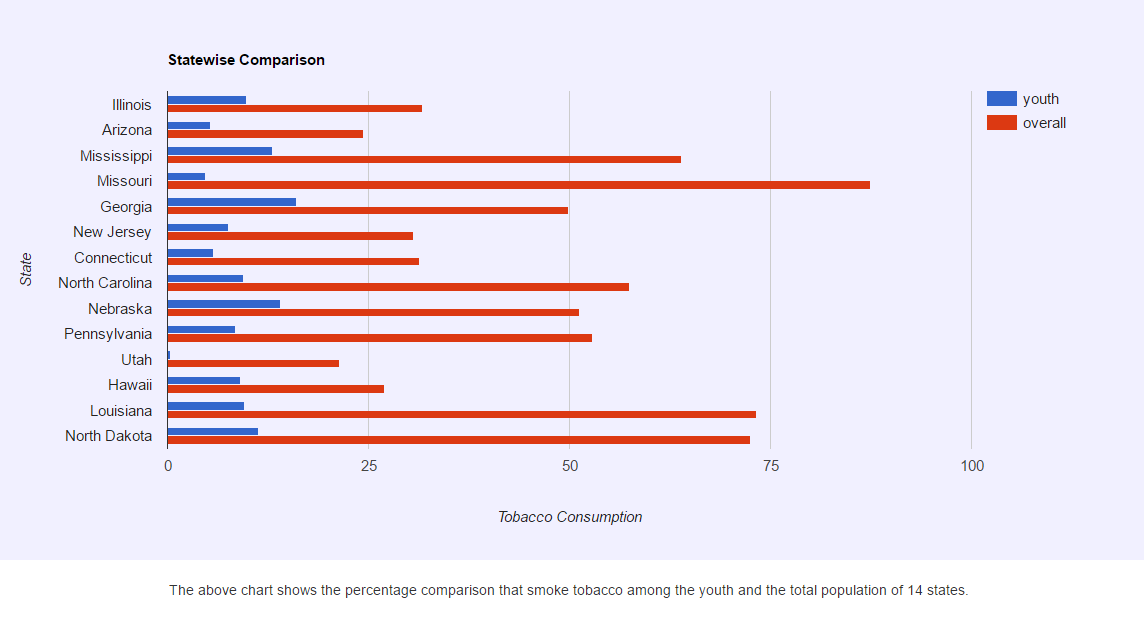 Statewise Comparison
youth
overall
Illinois
Arizona
Mississippi
Missouri
Georgia
New Jersey
Connecticut
North Carolina
Nebraska
Pennsylvania
Utah
Hawaii
Louisiana
North Dakota
State
0 25 50 75 100
Tobacco Consumption
The above chart shows the percentage comparison that smoke tobacco among the youth and the total population of 14 states.